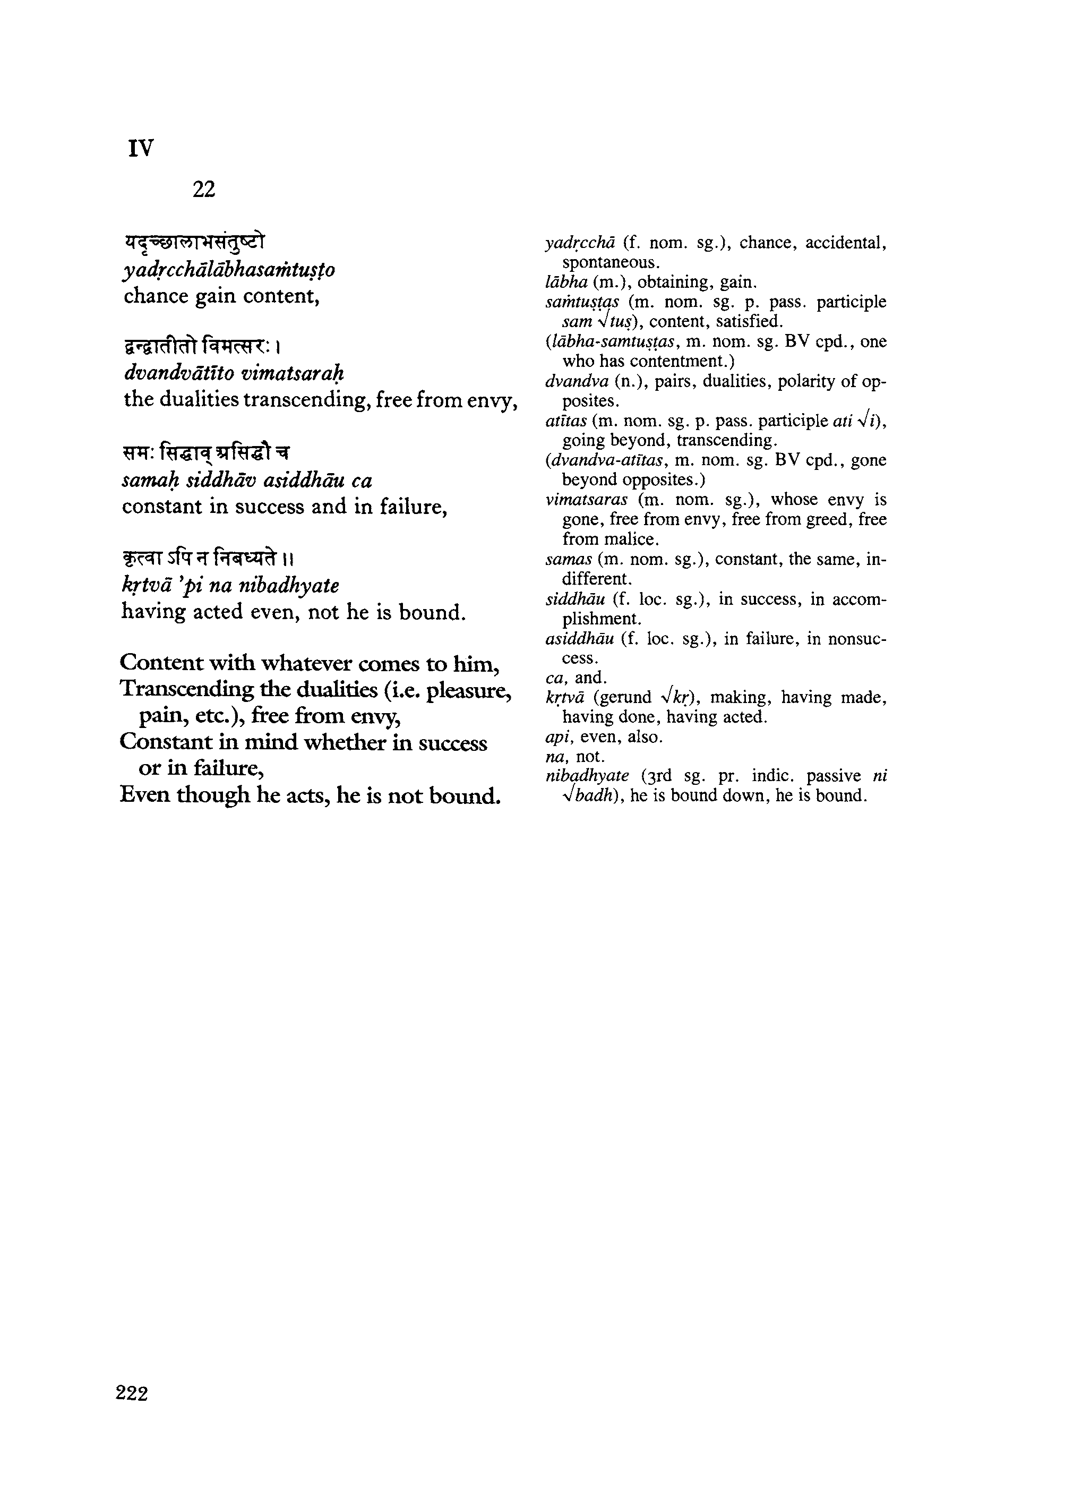 IV
22
यदृच्छालाभसंतुष्टो
yadṛcchālābhasaṁtuṣṭo
chance gain content,
द्वन्द्वातीतो विमत्सरः ।
dvandvātīto vimatsaraḥ
the dualities transcending, free from envy,
समः सिद्धाव् असिद्धौ च
samaḥ siddhāv asiddhāu ca
constant in success and in failure,
कृत्वा ऽपि न निबध्यते ।।
kṛtvā 'pi na nibadhyate
having acted even, not he is bound.
Content with whatever comes to him,
Transcending the dualities (i.e. pleasure,
pain, etc.), free from envy,
Constant in mind whether in success
or in failure,
Even though he acts, he is not bound.
yadṛcchā (f. nom. sg.), chance, accidental,
spontaneous.
lābha (m.), obtaining, gain.
saṁtuṣṭas (m. nom. sg. p. pass. participle
sam √tuṣ), content, satisfied.
(lābha-samtuṣṭas, m. nom. sg. BV cpd., one
who has contentment.)
dvandva (n.), pairs, dualities, polarity of op-
posites.
atītas (m. nom. sg. p. pass. participle ati √i),
going beyond, transcending.
(dvandva-atītas, m. nom. sg. BV cpd., gone
beyond opposites.)
vimatsaras (m. nom. sg.), whose envy is
gone, free from envy, free from greed, free
from malice.
samas (m. nom. sg.), constant, the same, in-
different.
siddhāu (f. loc. sg.), in success, in accom-
plishment.
asiddhāu (f. loc. sg.), in failure, in nonsuc-
cess.
ca, and.
kṛtvā (gerund √kṛ), making, having made,
having done, having acted.
api, even, also.
na, not.
nibadhyate (3rd sg. pr. indic. passive ni
√badh), he is bound down, he is bound.
222